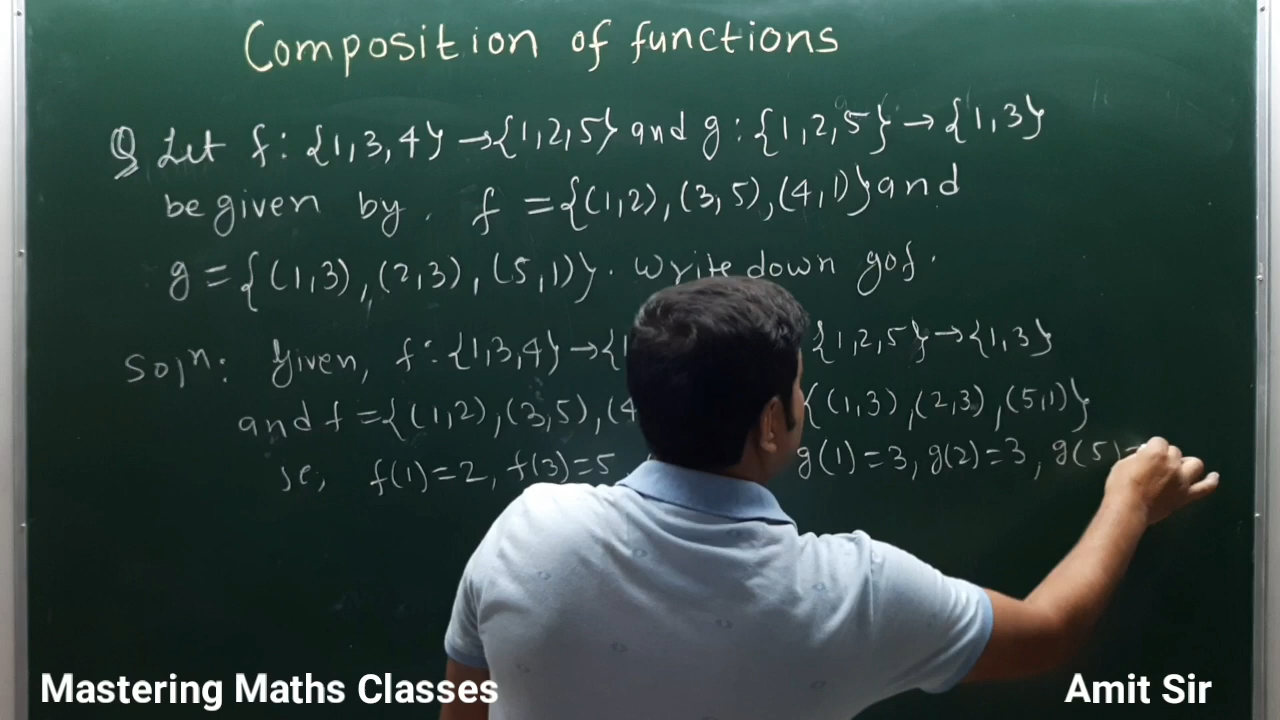 Composition of functions
Q Let f : {1,3,4} → {1,2,5} and g : {1,2,5} → {1,3}
be given by . f = {(1,2), (3,5), (4,1)} and
g = {(1,3), (2,3), (5,1)} . write down gof .
Soln: Given, f : {1,3,4} → {1 {1,2,5} → {1,3}
and f = {(1,2), (3,5), (4 {(1,3), (2,3), (5,1)}
se, f(1)=2, f(3)=5 g(1)=3, g(2)=3, g(5)=
Mastering Maths Classes
Amit Sir